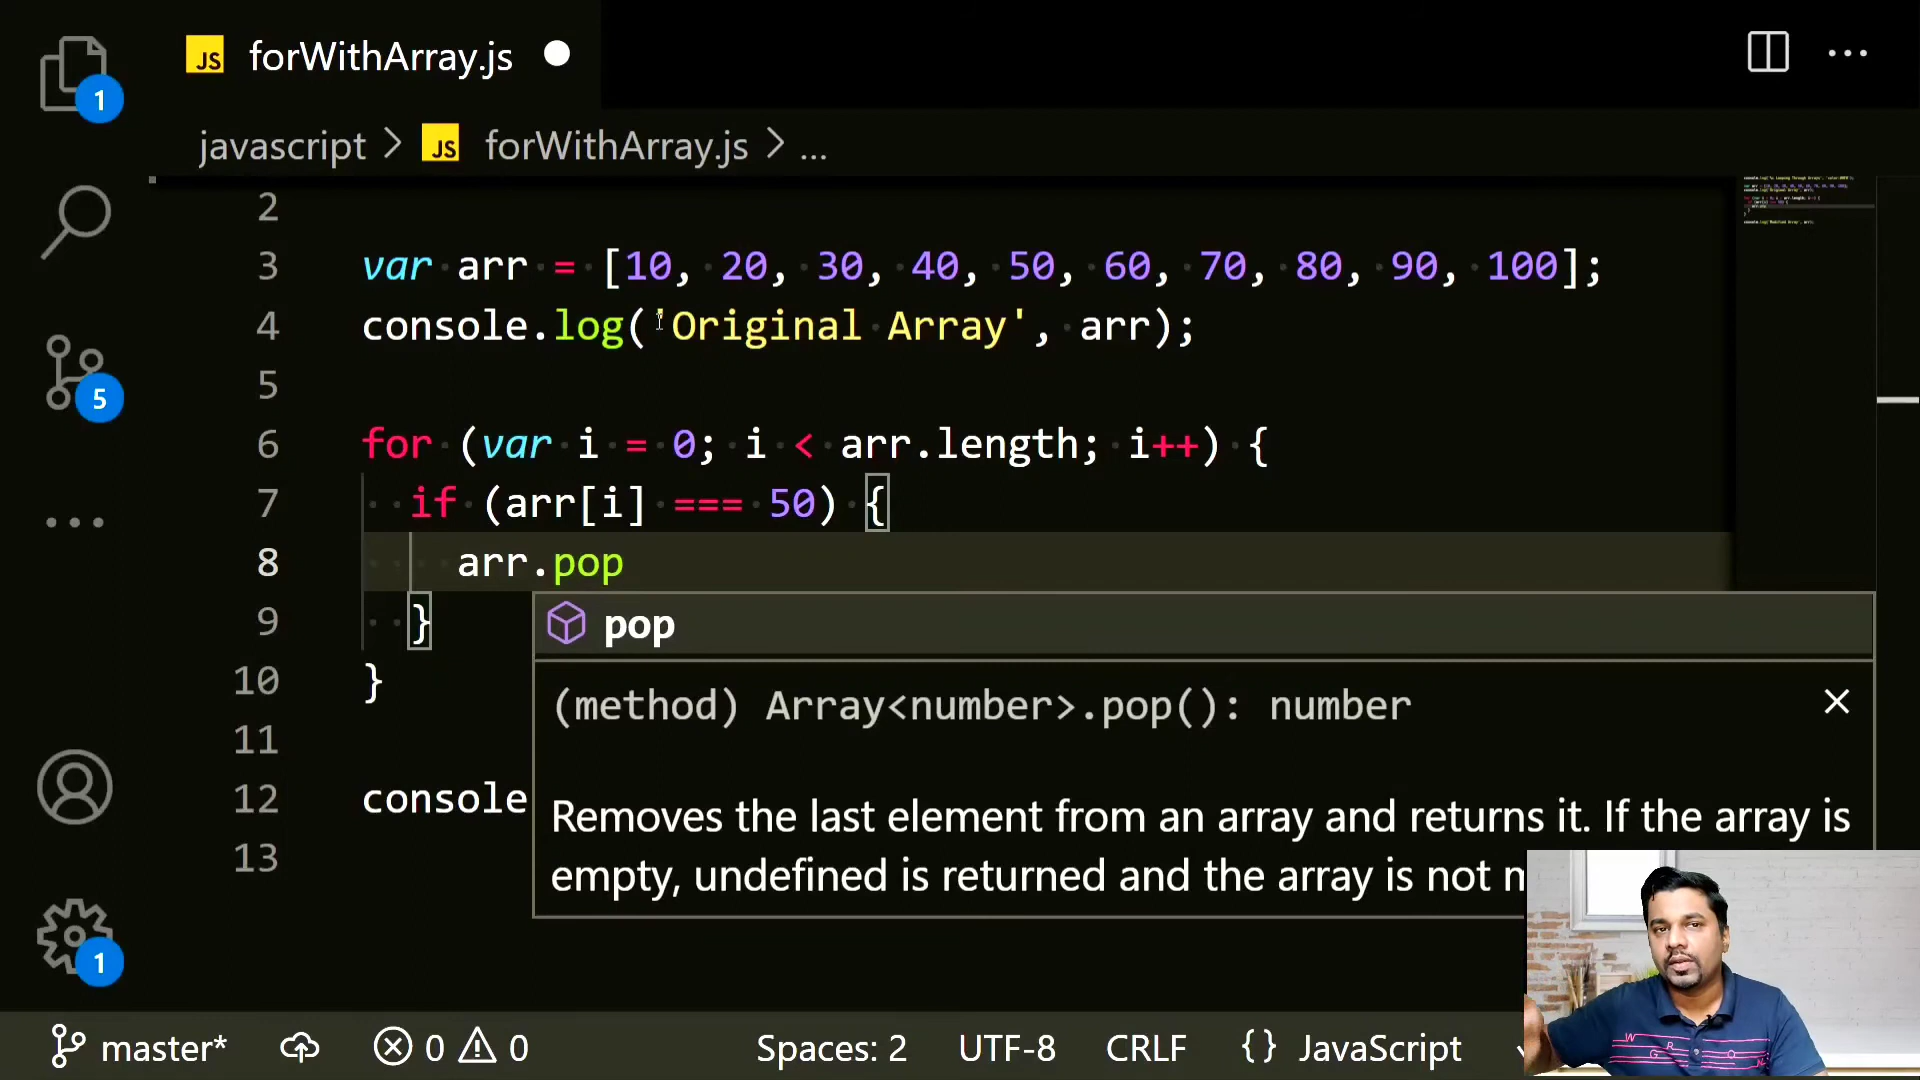 JS forWithArray.js
1
javascript > JS forWithArray.js > ...
2
3 var arr = [10, 20, 30, 40, 50, 60, 70, 80, 90, 100];
4 console.log('Original Array', arr);
5
6 for (var i = 0; i < arr.length; i++) {
7 if (arr[i] === 50) {
8 arr.pop
9 }
10 }
11
12 console
13
pop
(method) Array<number>.pop(): number
Removes the last element from an array and returns it. If the array is
empty, undefined is returned and the array is not m
5
1
master* 0 0 Spaces: 2 UTF-8 CRLF {} JavaScript